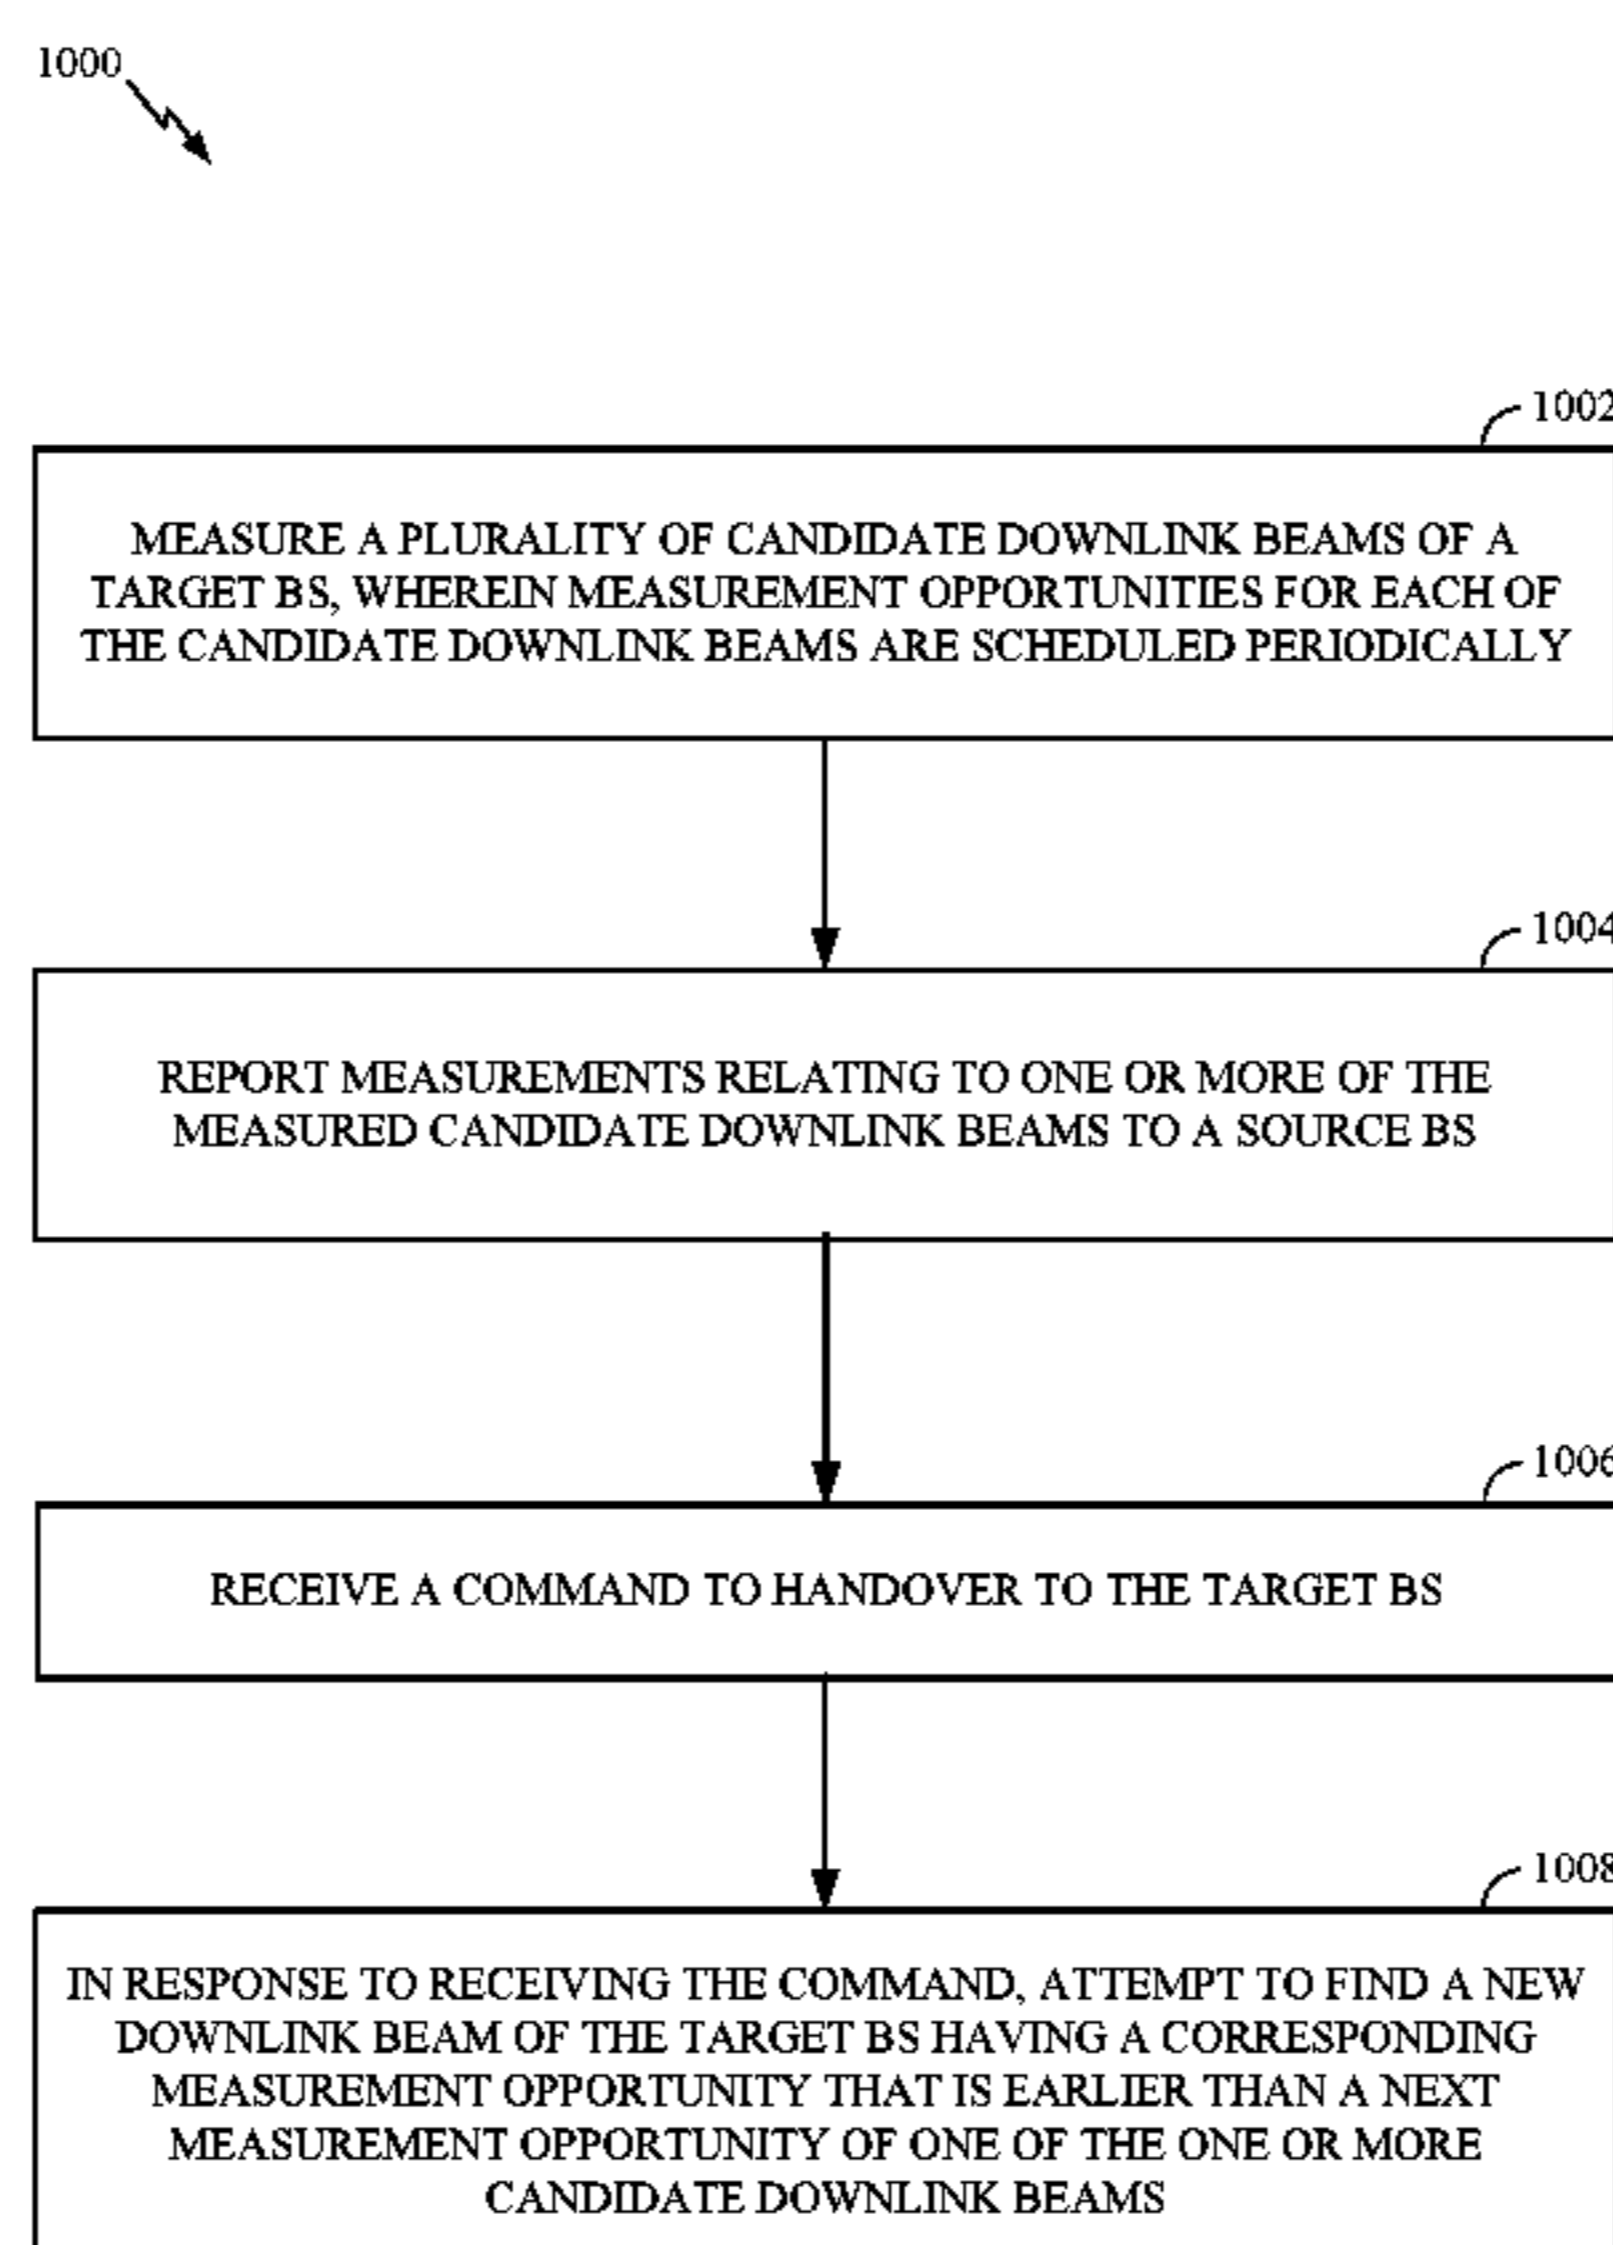 1000
1002
MEASURE A PLURALITY OF CANDIDATE DOWNLINK BEAMS OF A
TARGET BS, WHEREIN MEASUREMENT OPPORTUNITIES FOR EACH OF
THE CANDIDATE DOWNLINK BEAMS ARE SCHEDULED PERIODICALLY
1004
REPORT MEASUREMENTS RELATING TO ONE OR MORE OF THE
MEASURED CANDIDATE DOWNLINK BEAMS TO A SOURCE BS
1006
RECEIVE A COMMAND TO HANDOVER TO THE TARGET BS
1008
IN RESPONSE TO RECEIVING THE COMMAND, ATTEMPT TO FIND A NEW
DOWNLINK BEAM OF THE TARGET BS HAVING A CORRESPONDING
MEASUREMENT OPPORTUNITY THAT IS EARLIER THAN A NEXT
MEASUREMENT OPPORTUNITY OF ONE OF THE ONE OR MORE
CANDIDATE DOWNLINK BEAMS